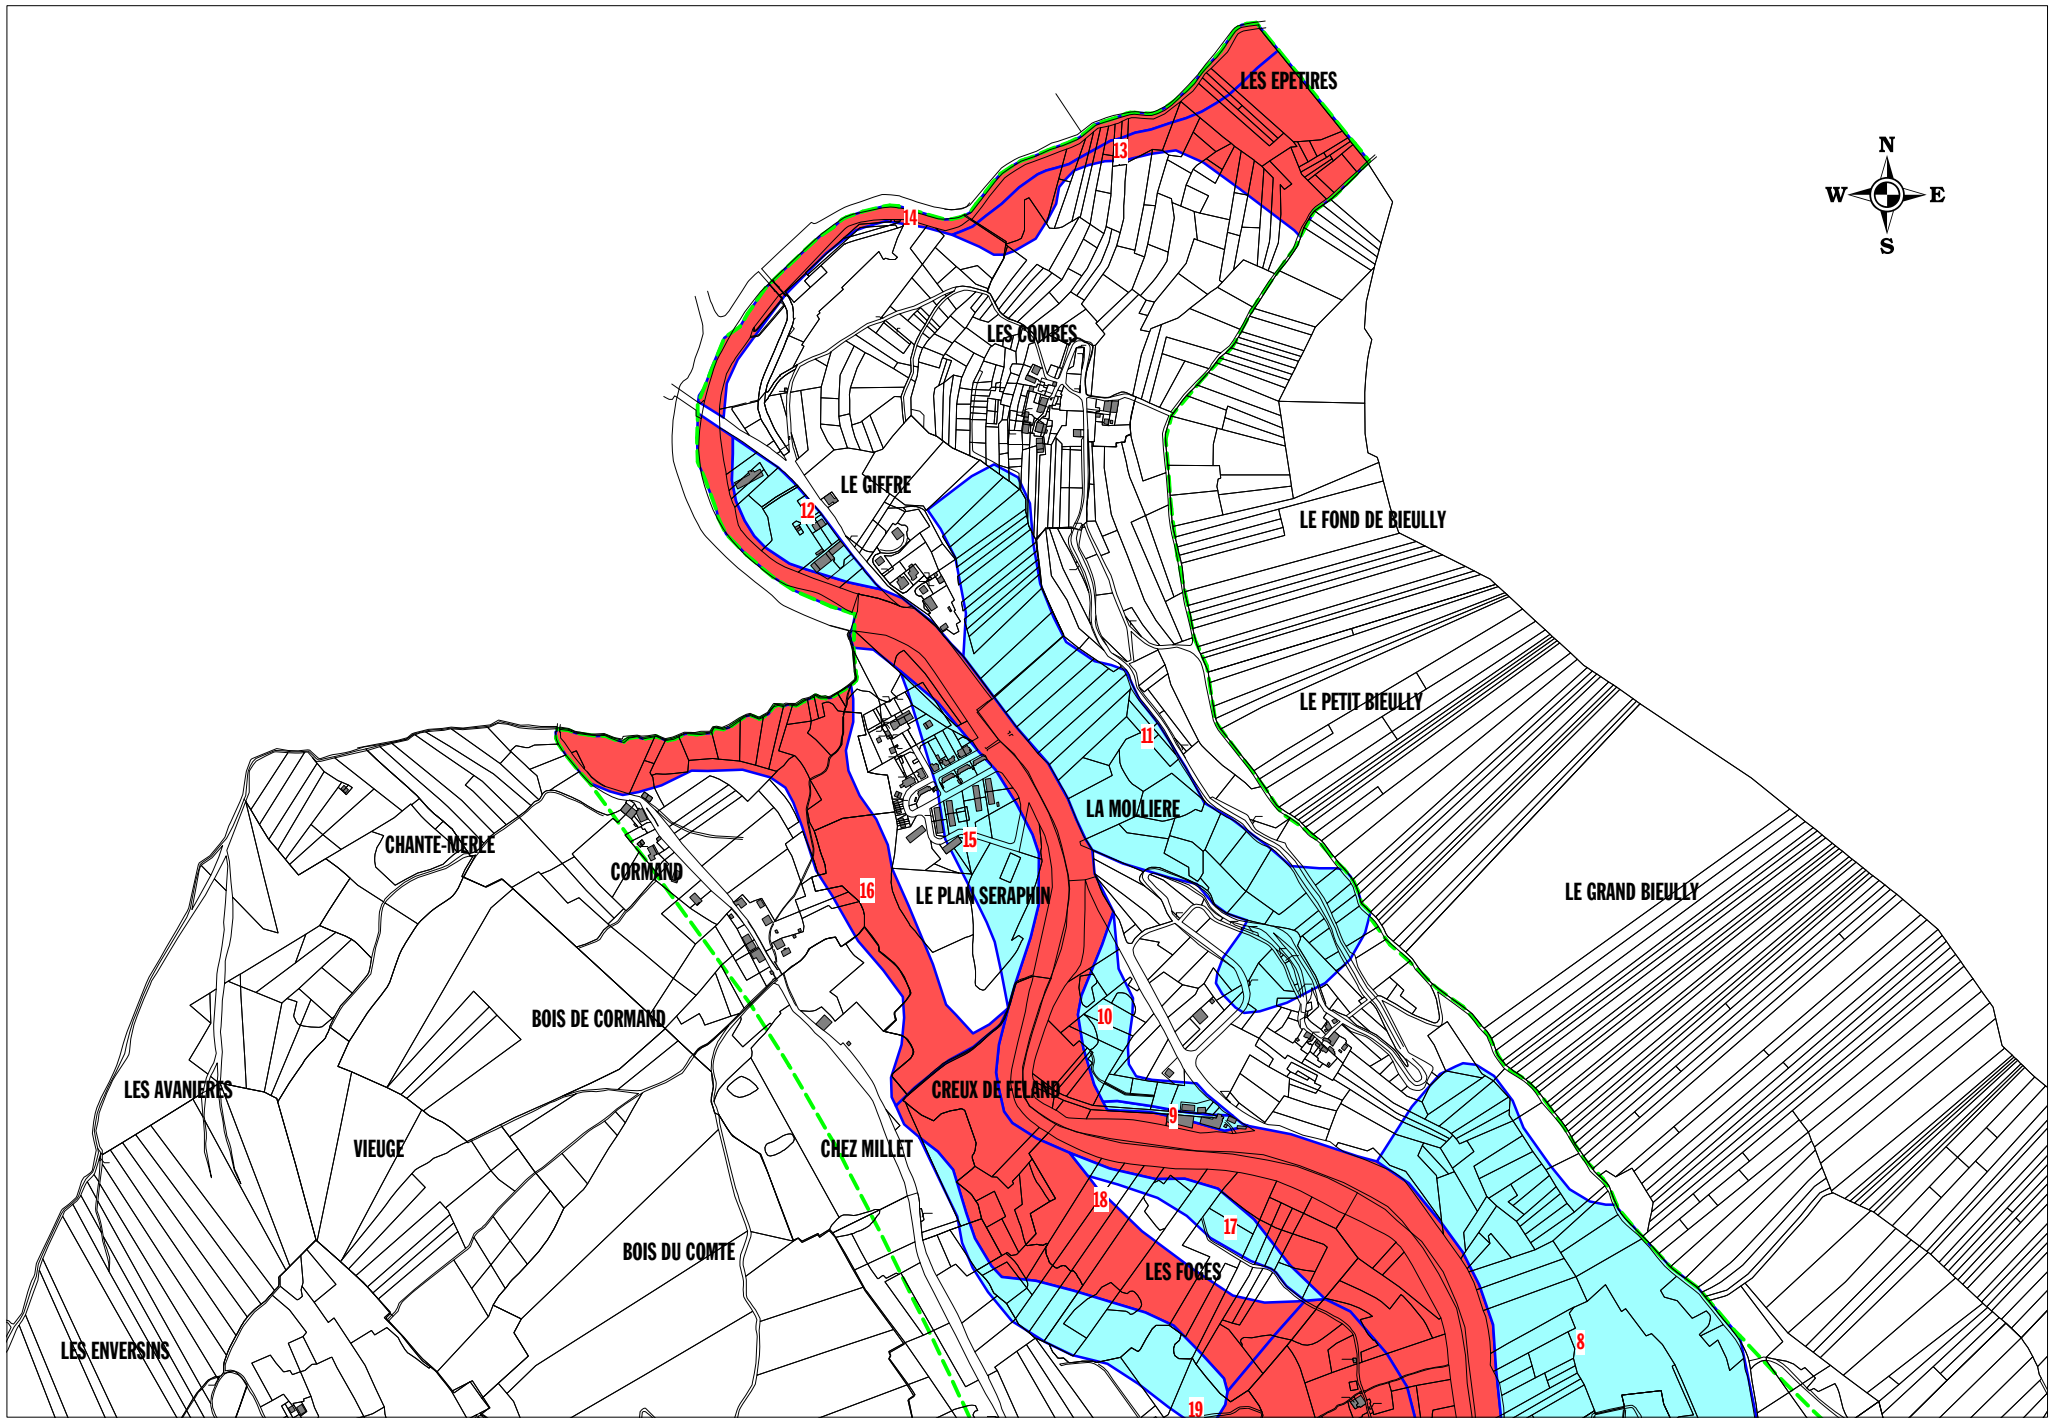 LES EPETIRES
N
13
W
E
14
S
LES COMBES
LE GIFFRE
12
LE FOND DE BIEULLY
LE PETIT BIEULLY
11
LA MOLLIERE
15
CHANTE-MERLE
CORMAND
16
LE PLAN SERAPHIN
LE GRAND BIEULLY
10
BOIS DE CORMAND
LES AVANIERES
CREUX DE FELAND
9
VIEUGE
CHEZ MILLET
18
17
BOIS DU COMTE
LES FOGES
LES ENVERSINS
8
19